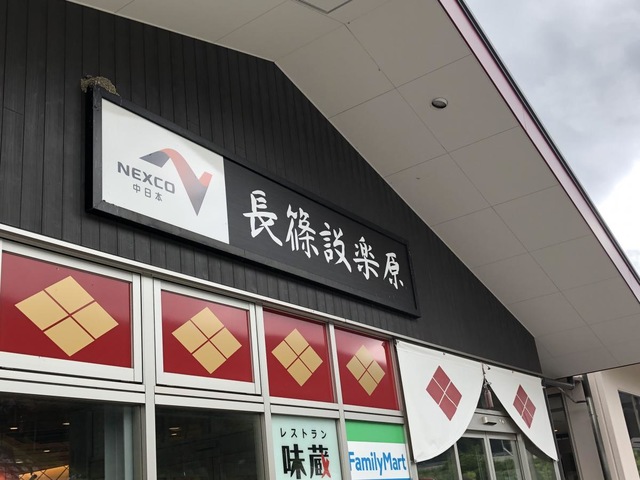 NEXCO
中日本
長篠設楽原
レストラン
味蔵
FamilyMart